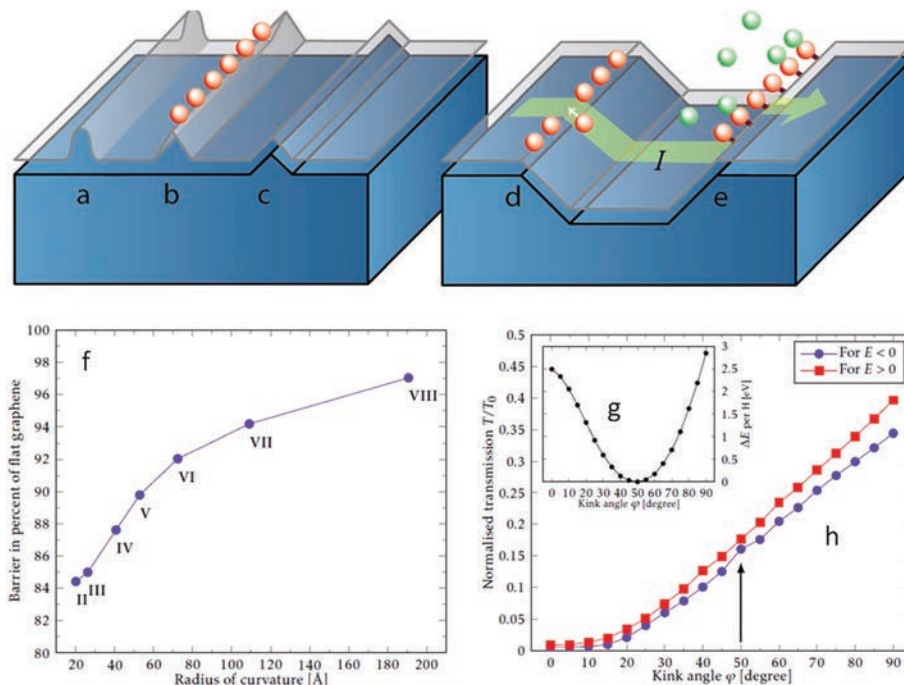 a
b
c
d
e
I
f
Barrier in percent of flat graphene
100
98
96
94
92
90
88
86
84
82
80
II
III
IV
V
VI
VII
VIII
20 40 60 80 100 120 140 160 180 200
Radius of curvature [Å]
Normalised transmission T/T0
0.5
0.45
0.4
0.35
0.3
0.25
0.2
0.15
0.1
0.05
0
g
3
2.5
2
1.5
1
0.5
0
ΔE per H [eV]
0 10 20 30 40 50 60 70 80 90
Kink angle φ [degree]
For E < 0
For E > 0
h
0 10 20 30 40 50 60 70 80 90
Kink angle φ [degree]